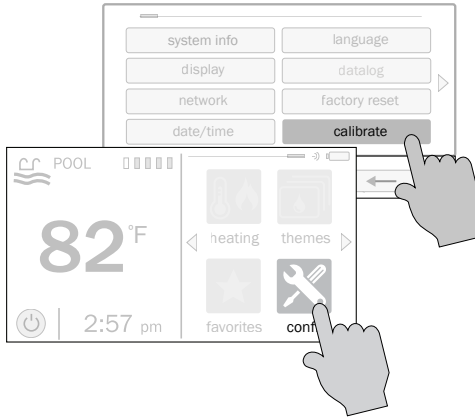 system info
language
display
datalog
network
factory reset
date/time
calibrate
POOL
82°F
heating
themes
2:57 pm
favorites